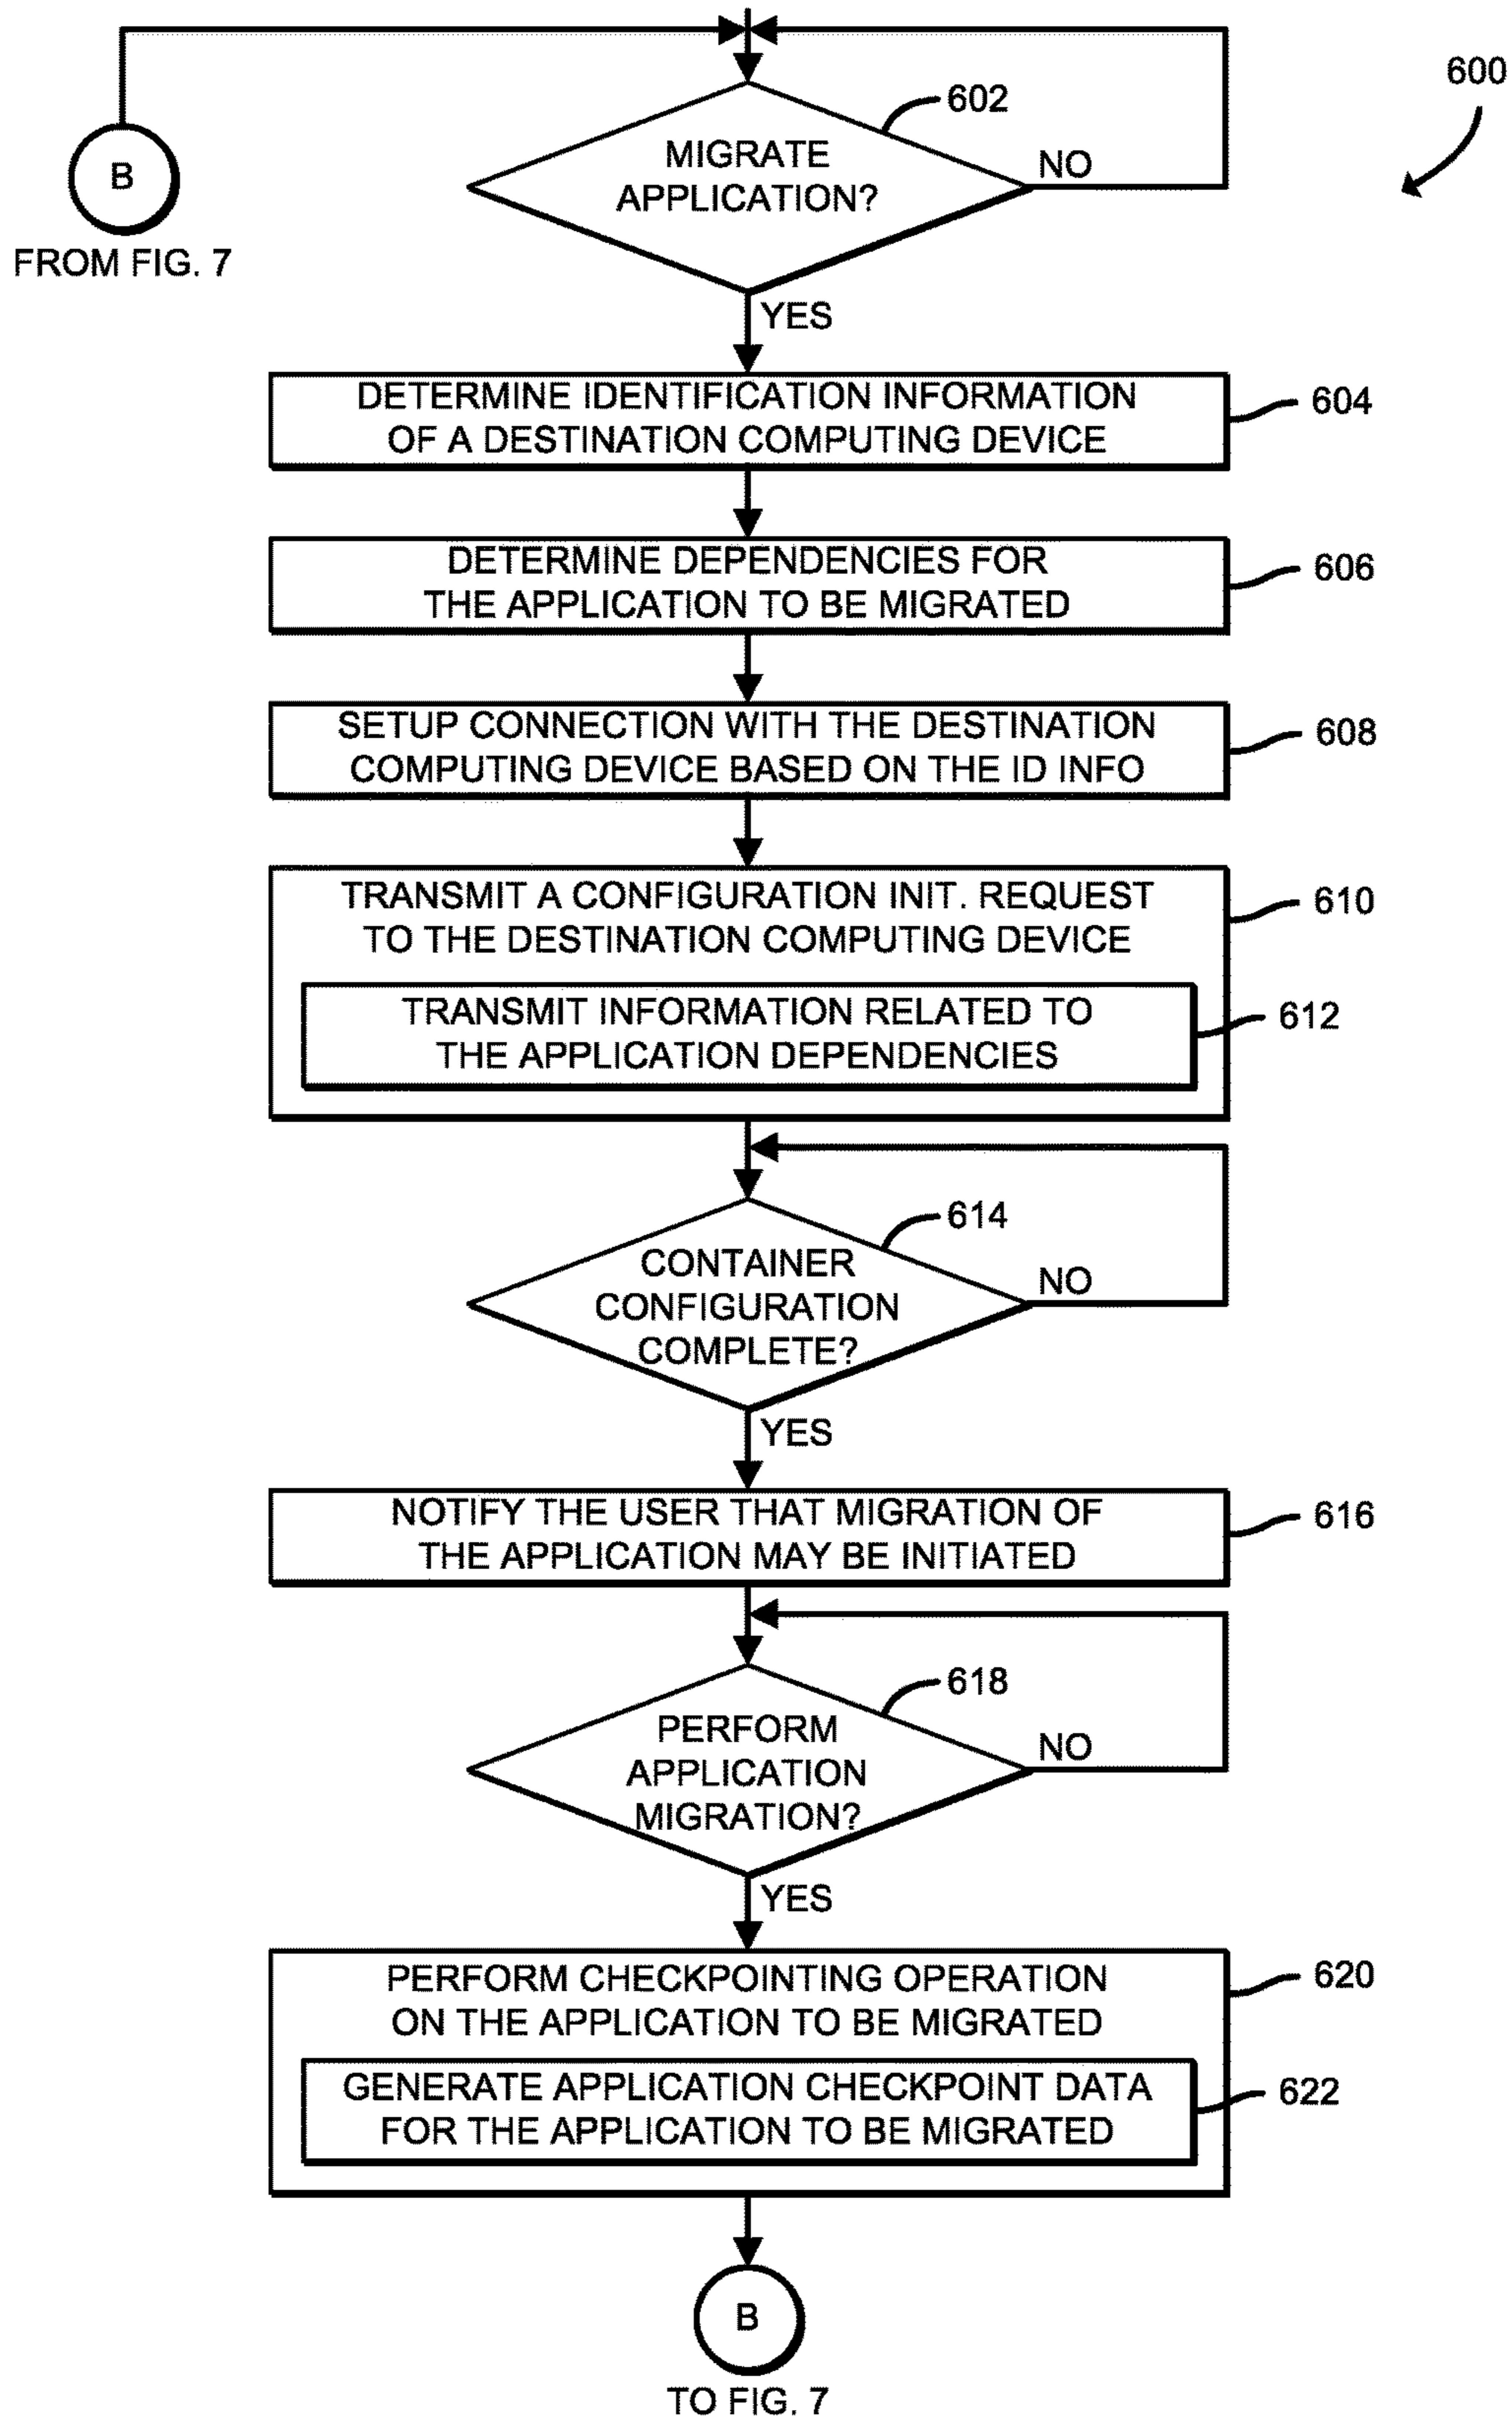 600
B
FROM FIG. 7
602
MIGRATE
APPLICATION?
NO
YES
DETERMINE IDENTIFICATION INFORMATION
OF A DESTINATION COMPUTING DEVICE
604
DETERMINE DEPENDENCIES FOR
THE APPLICATION TO BE MIGRATED
606
SETUP CONNECTION WITH THE DESTINATION
COMPUTING DEVICE BASED ON THE ID INFO
608
TRANSMIT A CONFIGURATION INIT. REQUEST
TO THE DESTINATION COMPUTING DEVICE
610
TRANSMIT INFORMATION RELATED TO
THE APPLICATION DEPENDENCIES
612
614
CONTAINER
CONFIGURATION
COMPLETE?
NO
YES
NOTIFY THE USER THAT MIGRATION OF
THE APPLICATION MAY BE INITIATED
616
618
PERFORM
APPLICATION
MIGRATION?
NO
YES
PERFORM CHECKPOINTING OPERATION
ON THE APPLICATION TO BE MIGRATED
620
GENERATE APPLICATION CHECKPOINT DATA
FOR THE APPLICATION TO BE MIGRATED
622
B
TO FIG. 7